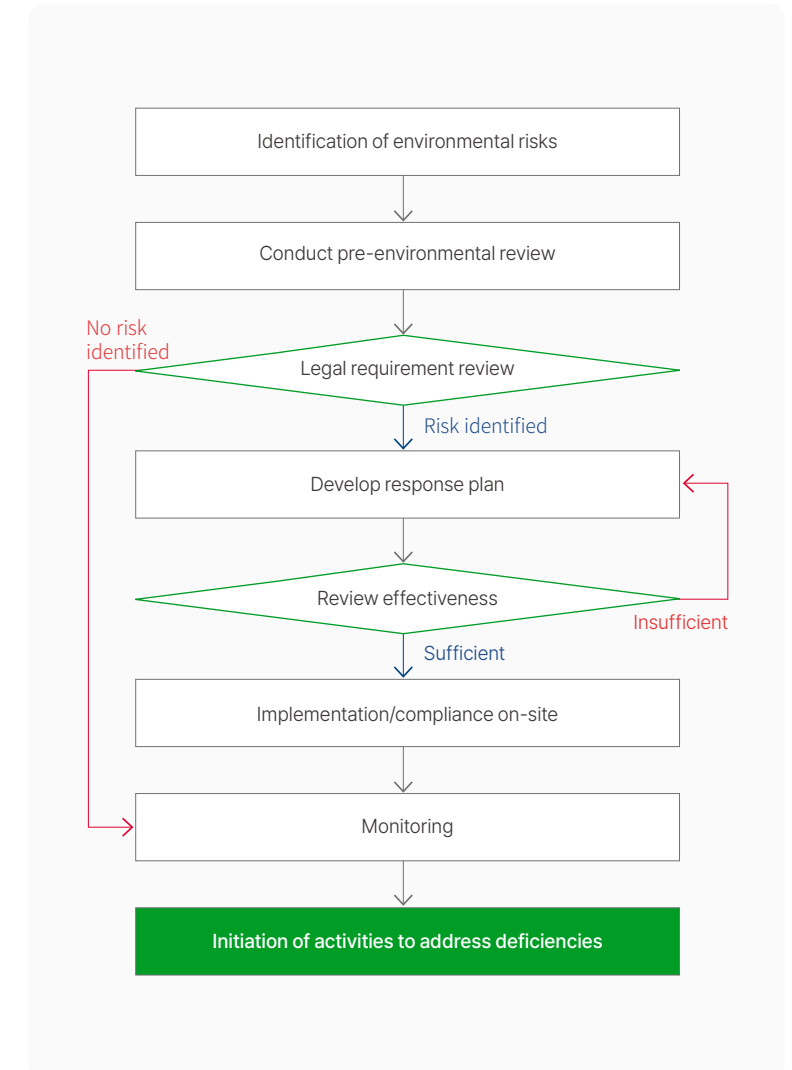 Identification of environmental risks
Conduct pre-environmental review
No risk
identified
Legal requirement review
Risk identified
Develop response plan
Review effectiveness
Insufficient
Sufficient
Implementation/compliance on-site
Monitoring
Initiation of activities to address deficiencies